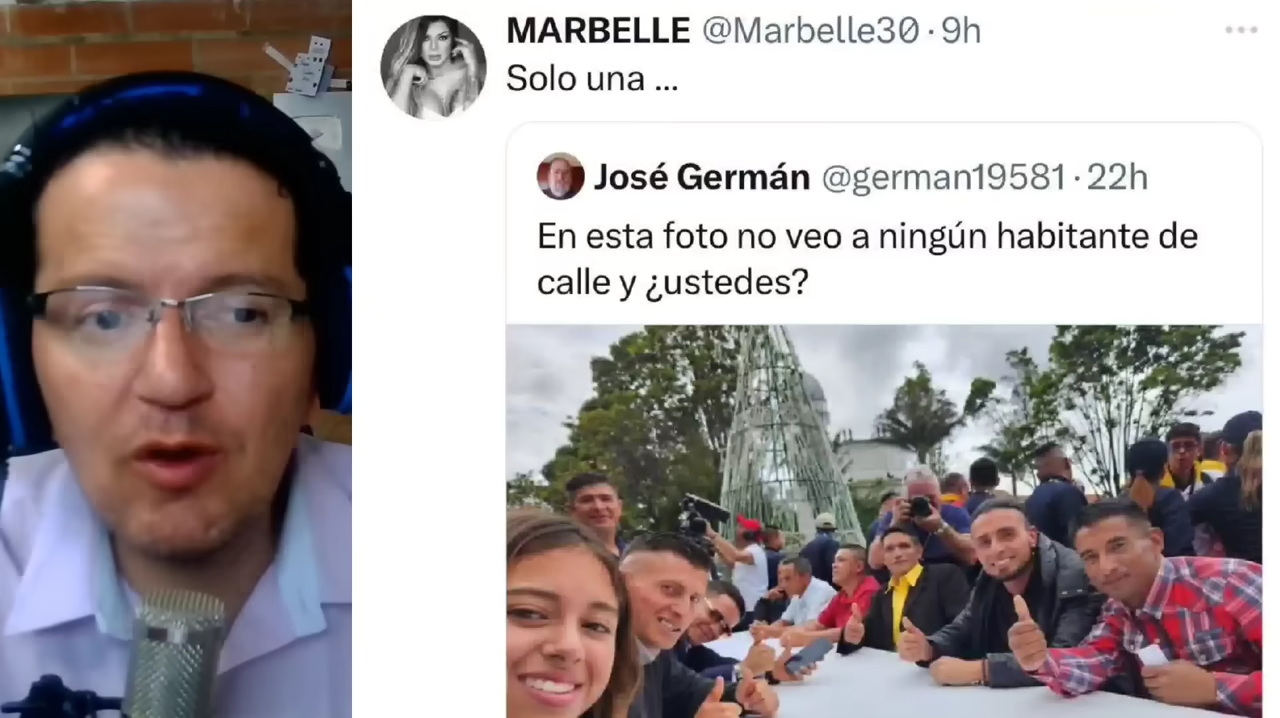 MARBELLE @Marbelle30 · 9h
Solo una ...
José Germán @german19581 · 22h
En esta foto no veo a ningún habitante de
calle y ¿ustedes?